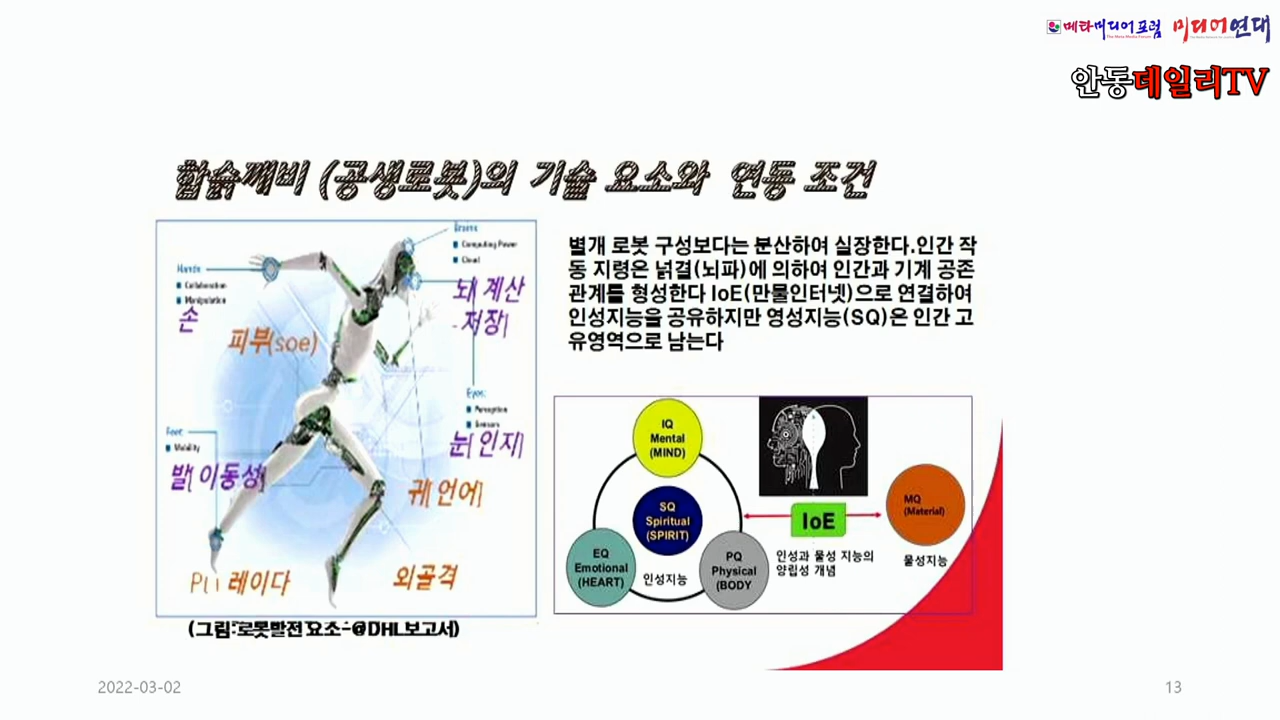 메타미디어포럼 미디어연대
안동데일리TV
함슭깨비 (공생로봇)의 기술 요소와 연동 조건
Brains
Computing Power
Cloud
Hands
Collaboration
Manipulation
손
뇌[ 계산
저장]
피부(soe)
Eyes:
Perception
Sensors
눈[ 인지]
Feet
Mobility
발[ 이동성]
귀[ 언어]
레이다
외골격
(그림:로봇발전 요소-@DHL보고서)
별개 로봇 구성보다는 분산하여 실장한다.인간 작
동 지령은 넑결(뇌파)에 의하여 인간과 기계 공존
관계를 형성한다 IoE(만물인터넷)으로 연결하여
인성지능을 공유하지만 영성지능(SQ)은 인간 고
유영역으로 남는다
IQ
Mental
(MIND)
SQ
Spiritual
(SPIRIT)
EQ
Emotional
(HEART)
인성지능
PQ
Physical
(BODY
IoE
인성과 물성 지능의
양립성 개념
MQ
(Material)
물성지능
2022-03-02
13